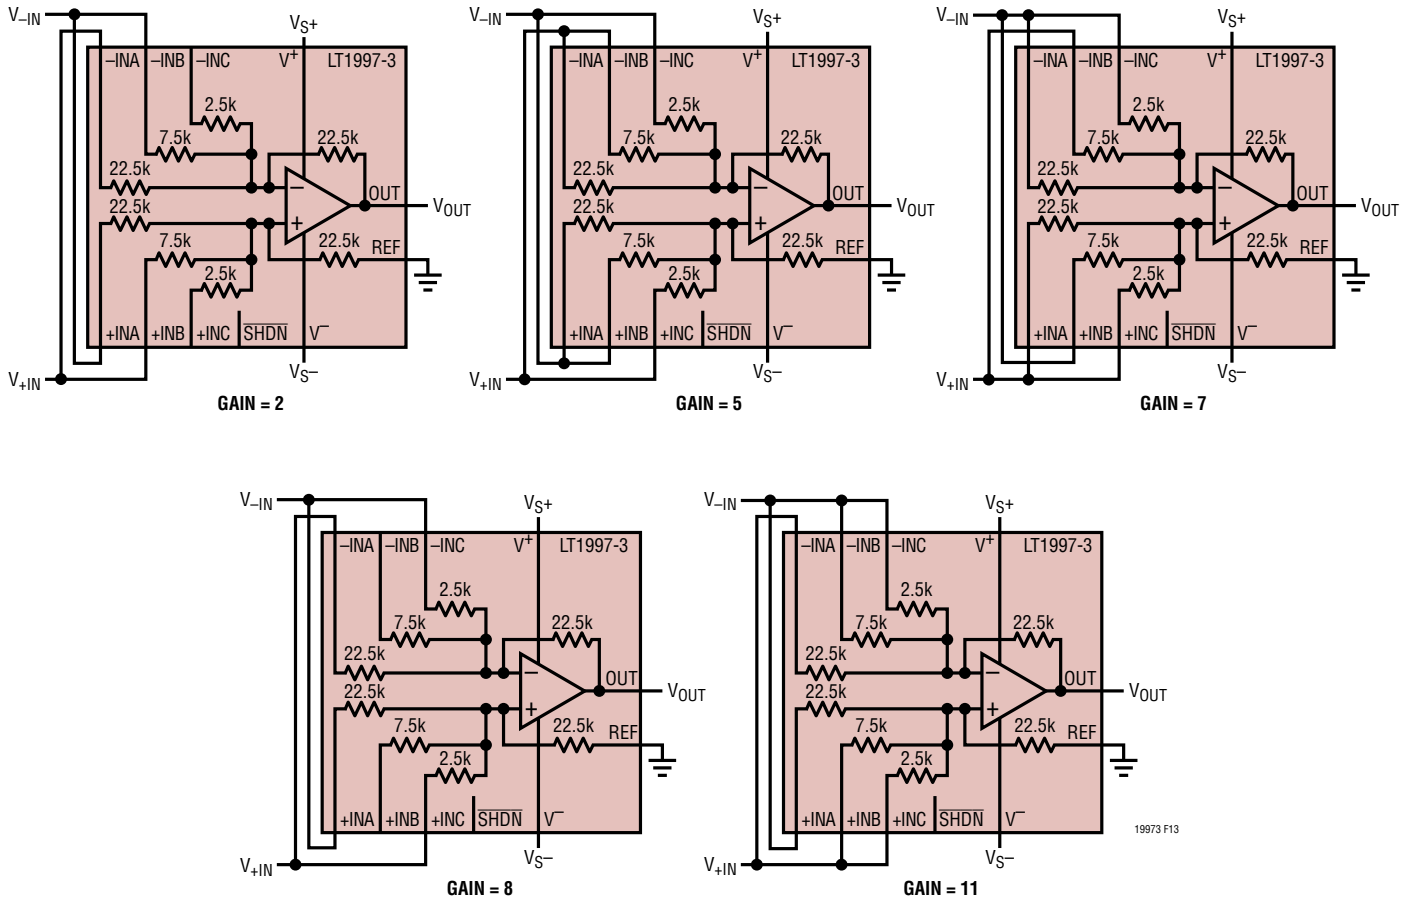 V–IN
VS+
–INA –INB –INC V+ LT1997-3
2.5k
7.5k
22.5k
22.5k
OUT
VOUT
22.5k
7.5k
22.5k
REF
2.5k
+INA +INB +INC SHDN V–
V+IN
VS–
GAIN = 2
V–IN
VS+
–INA –INB –INC V+ LT1997-3
2.5k
7.5k
22.5k
22.5k
OUT
VOUT
22.5k
7.5k
22.5k
REF
2.5k
+INA +INB +INC SHDN V–
V+IN
VS–
GAIN = 5
V–IN
VS+
–INA –INB –INC V+ LT1997-3
2.5k
7.5k
22.5k
22.5k
OUT
VOUT
22.5k
7.5k
22.5k
REF
2.5k
+INA +INB +INC SHDN V–
V+IN
VS–
GAIN = 7
V–IN
VS+
–INA –INB –INC V+ LT1997-3
2.5k
7.5k
22.5k
22.5k
OUT
VOUT
22.5k
7.5k
22.5k
REF
2.5k
+INA +INB +INC SHDN V–
V+IN
VS–
GAIN = 8
V–IN
VS+
–INA –INB –INC V+ LT1997-3
2.5k
7.5k
22.5k
22.5k
OUT
VOUT
22.5k
7.5k
22.5k
REF
2.5k
+INA +INB +INC SHDN V–
V+IN
VS–
GAIN = 11
19973 F13
+
–
+
–
+
–
+
–
+
–